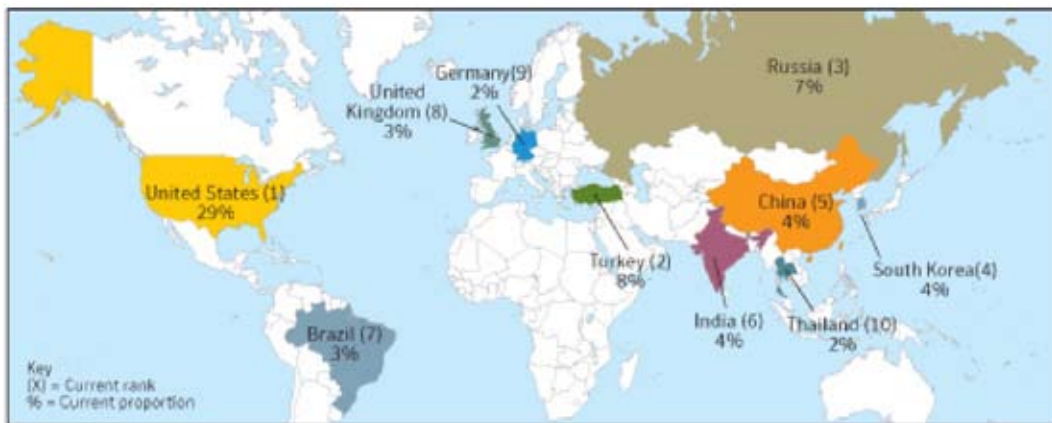 Russia (3)
7%
Germany(9)
2%
United
Kingdom (8)
3%
United States (1)
29%
China (5)
4%
Turkey (2)
8%
South Korea(4)
4%
India (6)
4%
Thailand (10)
2%
Brazil (7)
3%
Key
(X) = Current rank
% = Current proportion